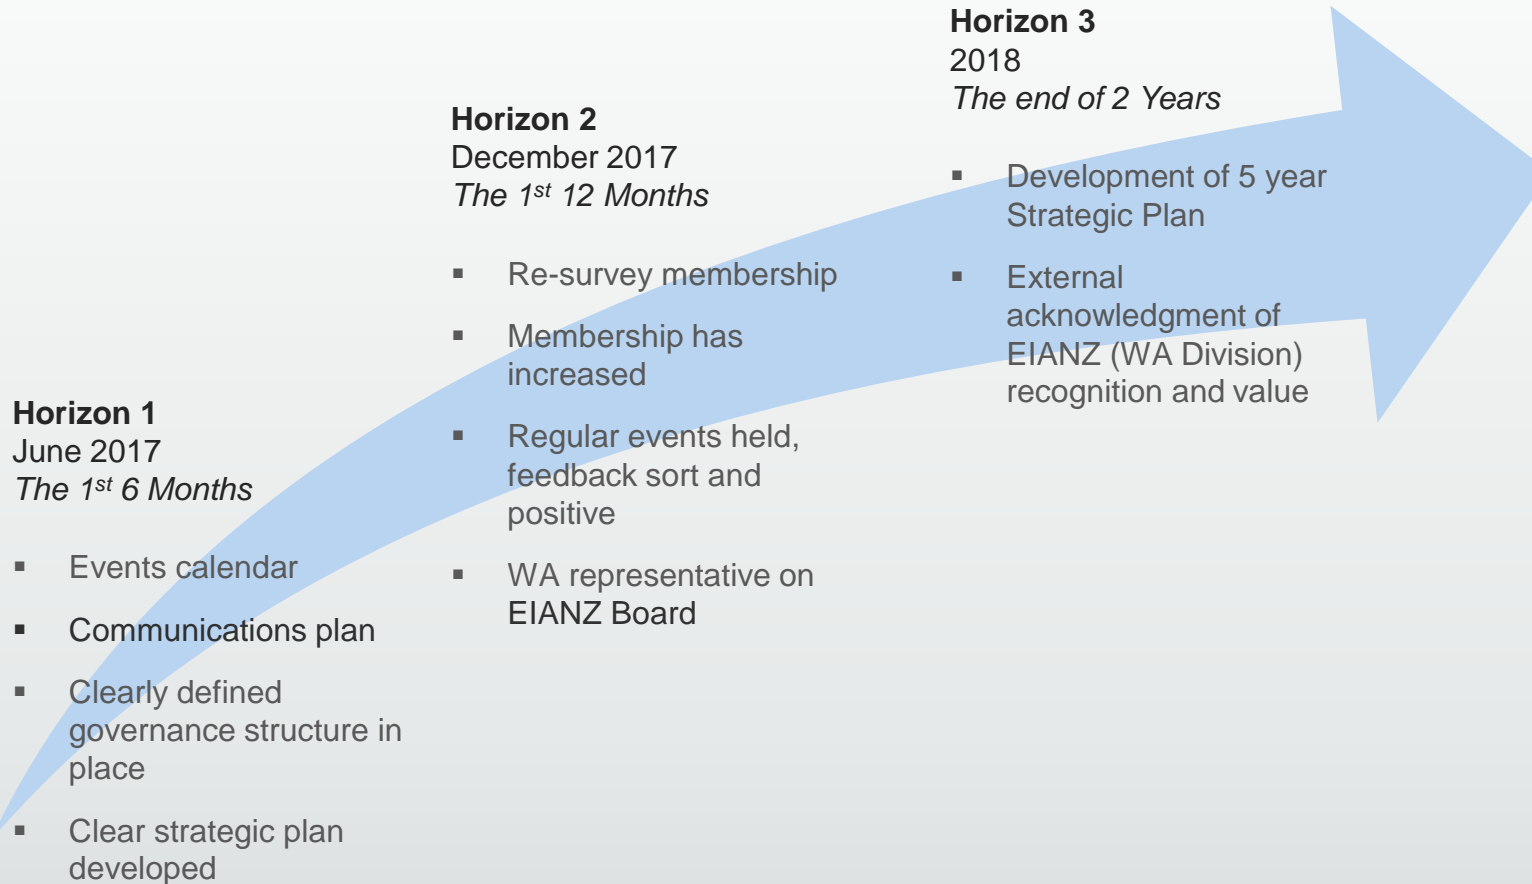 Horizon 1
June 2017
The 1st 6 Months
▪ Events calendar
▪ Communications plan
▪ Clearly defined
governance structure in
place
▪ Clear strategic plan
developed
Horizon 2
December 2017
The 1st 12 Months
▪ Re-survey membership
▪ Membership has
increased
▪ Regular events held,
feedback sort and
positive
▪ WA representative on
EIANZ Board
Horizon 3
2018
The end of 2 Years
▪ Development of 5 year
Strategic Plan
▪ External
acknowledgment of
EIANZ (WA Division)
recognition and value